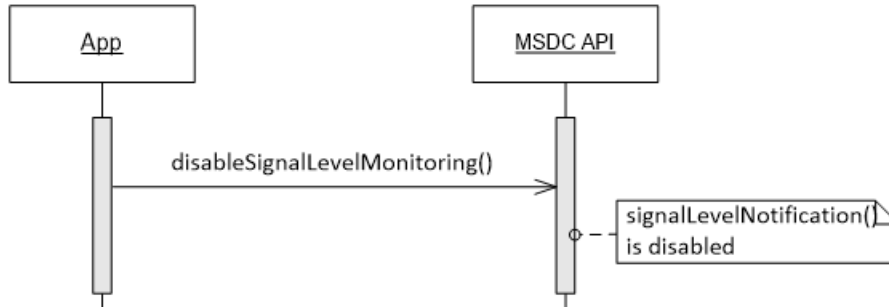 App
MSDC API
disableSignalLevelMonitoring()
signalLevelNotification()
is disabled